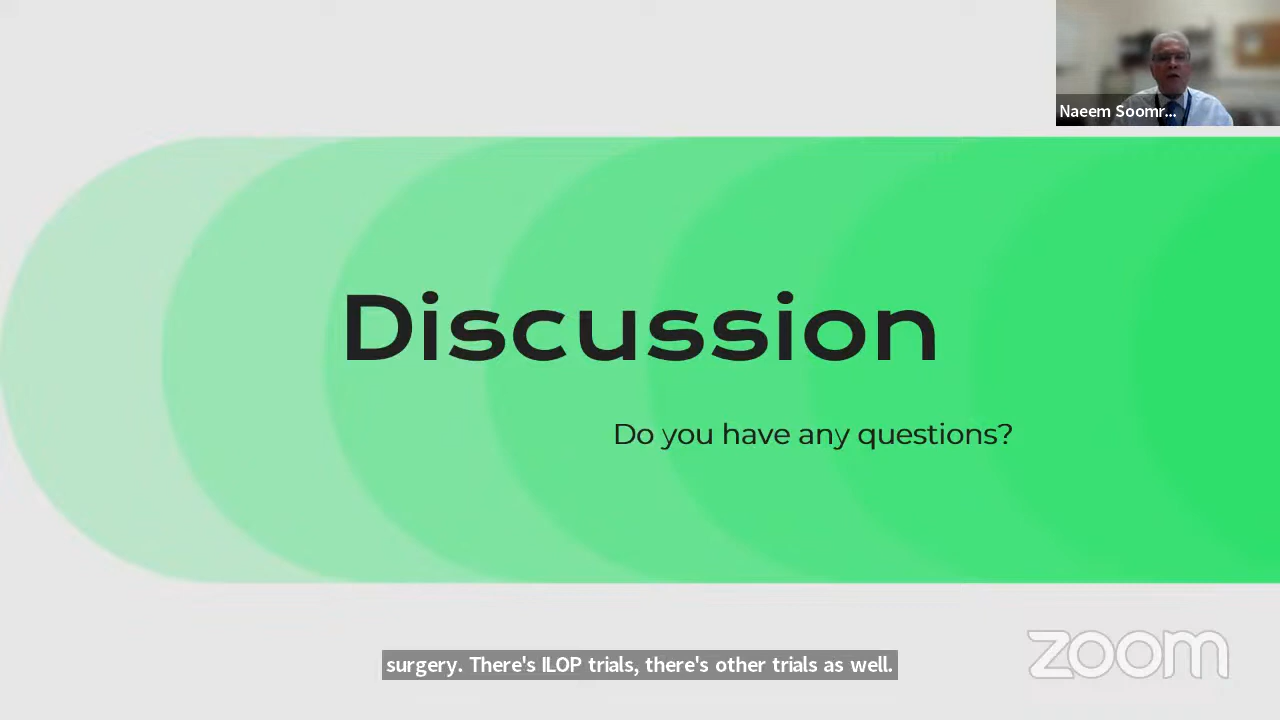 Naeem Soomr...
Discussion
Do you have any questions?
surgery. There's ILOP trials, there's other trials as well.
zoom